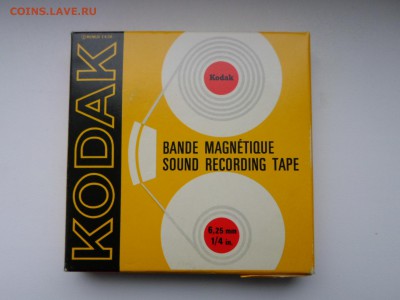 COINS.LAVE.RU
KODAK
Kodak
BANDE MAGNÉTIQUE
SOUND RECORDING TAPE
6.25 mm
1/4 in.